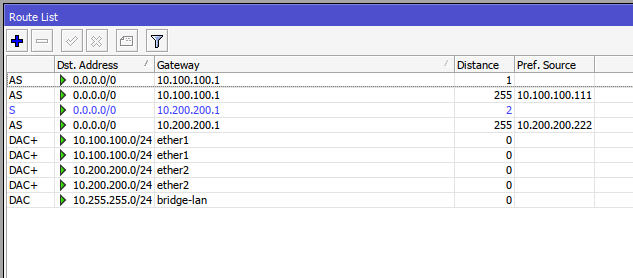 Route List
Dst. Address Gateway Distance Pref. Source
AS 0.0.0.0/0 10.100.100.1 1
AS 0.0.0.0/0 10.100.100.1 255 10.100.100.111
S 0.0.0.0/0 10.200.200.1 2
AS 0.0.0.0/0 10.200.200.1 255 10.200.200.222
DAC+ 10.100.100.0/24 ether1 0
DAC+ 10.100.100.0/24 ether1 0
DAC+ 10.200.200.0/24 ether2 0
DAC+ 10.200.200.0/24 ether2 0
DAC 10.255.255.0/24 bridge-lan 0